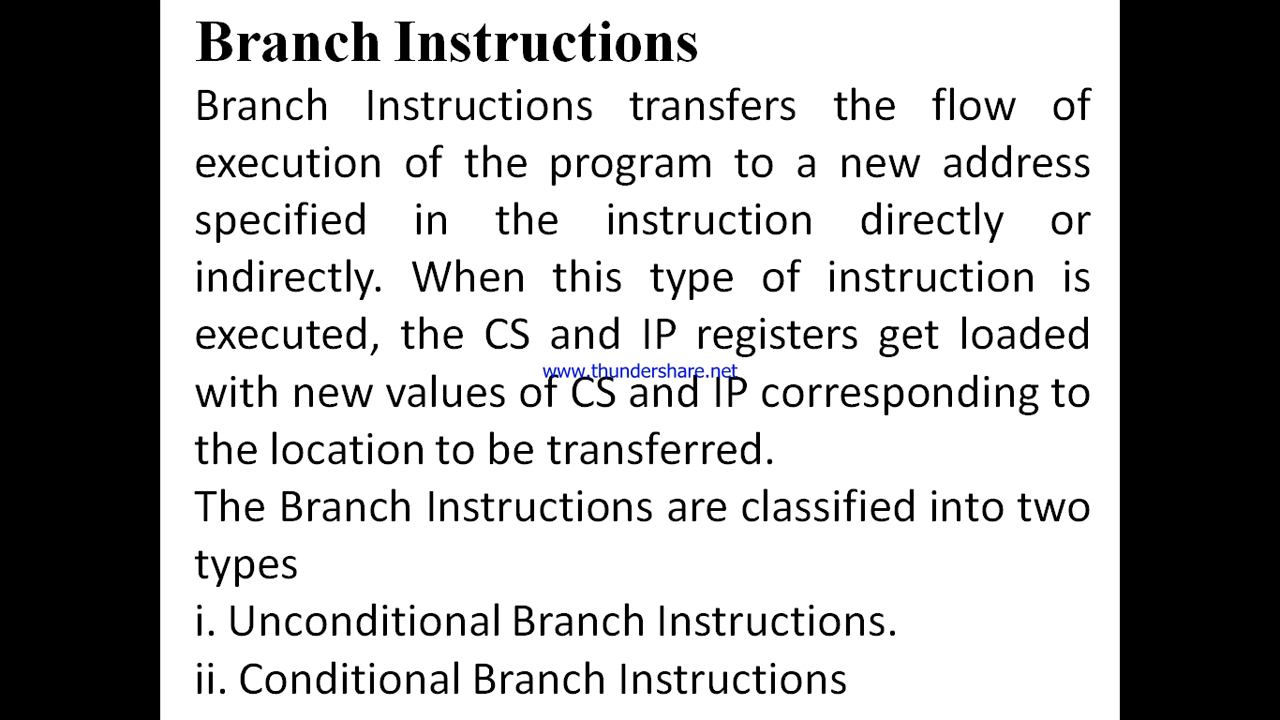 Branch Instructions
Branch Instructions transfers the flow of
execution of the program to a new address
specified in the instruction directly or
indirectly. When this type of instruction is
executed, the CS and IP registers get loaded
www.thundershare.net
with new values of CS and IP corresponding to
the location to be transferred.
The Branch Instructions are classified into two
types
i. Unconditional Branch Instructions.
ii. Conditional Branch Instructions